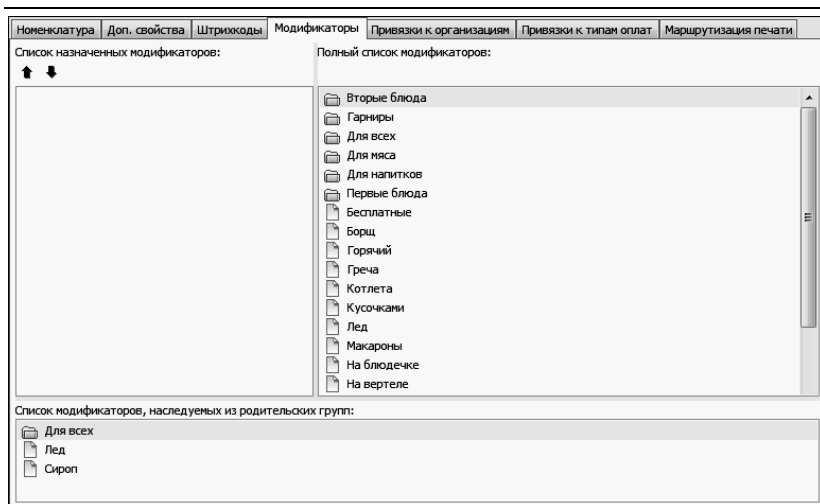 Номенклатура Доп. свойства Штрихкоды Модификаторы Привязки к организациям Привязки к типам оплат Маршрутизация печати
Список назначенных модификаторов:
Полный список модификаторов:
Вторые блюда
Гарниры
Для всех
Для мяса
Для напитков
Первые блюда
Бесплатные
Борщ
Горячий
Греча
Котлета
Кусочками
Лед
Макароны
На блюдечке
На вертеле
Список модификаторов, наследуемых из родительских групп:
Для всех
Лед
Сироп